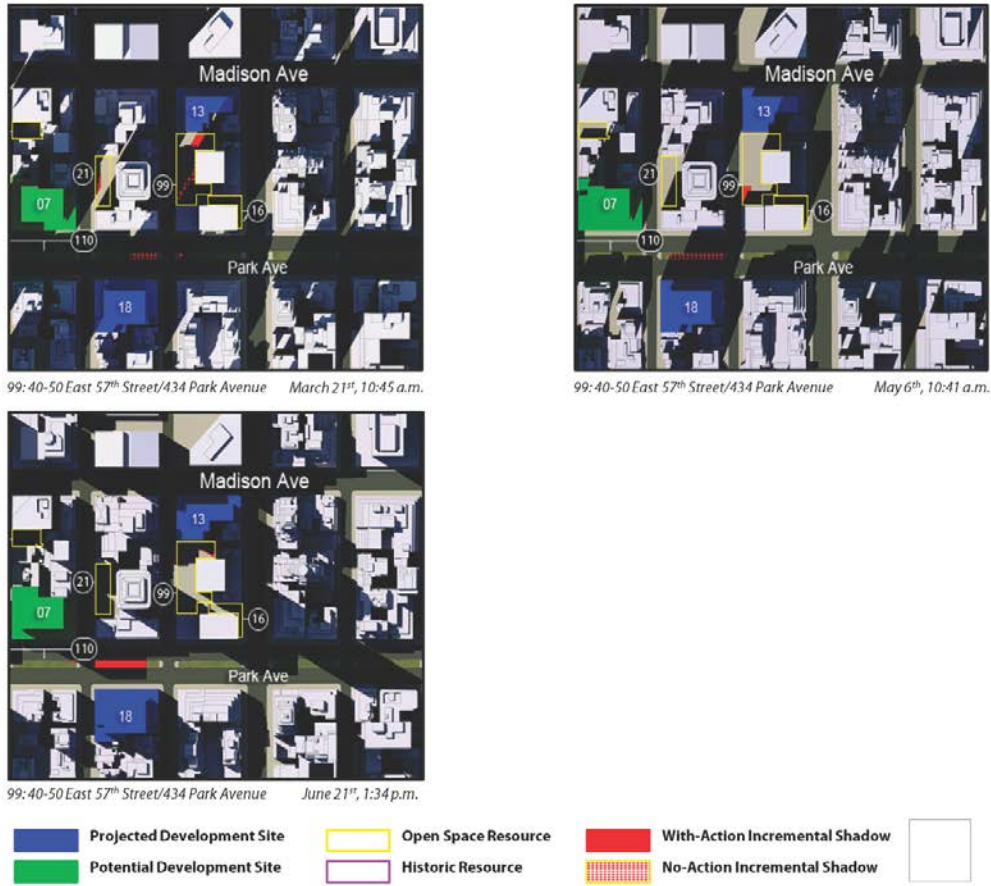 Madison Ave
13
21
99
07
16
110
Park Ave
18
99: 40-50 East 57th Street/434 Park Avenue March 21st, 10:45 a.m.
Madison Ave
13
21
99
07
16
110
Park Ave
18
99: 40-50 East 57th Street/434 Park Avenue May 6th, 10:41 a.m.
Madison Ave
13
21
99
07
16
110
Park Ave
18
99: 40-50 East 57th Street/434 Park Avenue June 21st, 1:34 p.m.
Projected Development Site Open Space Resource With-Action Incremental Shadow
Potential Development Site Historic Resource No-Action Incremental Shadow